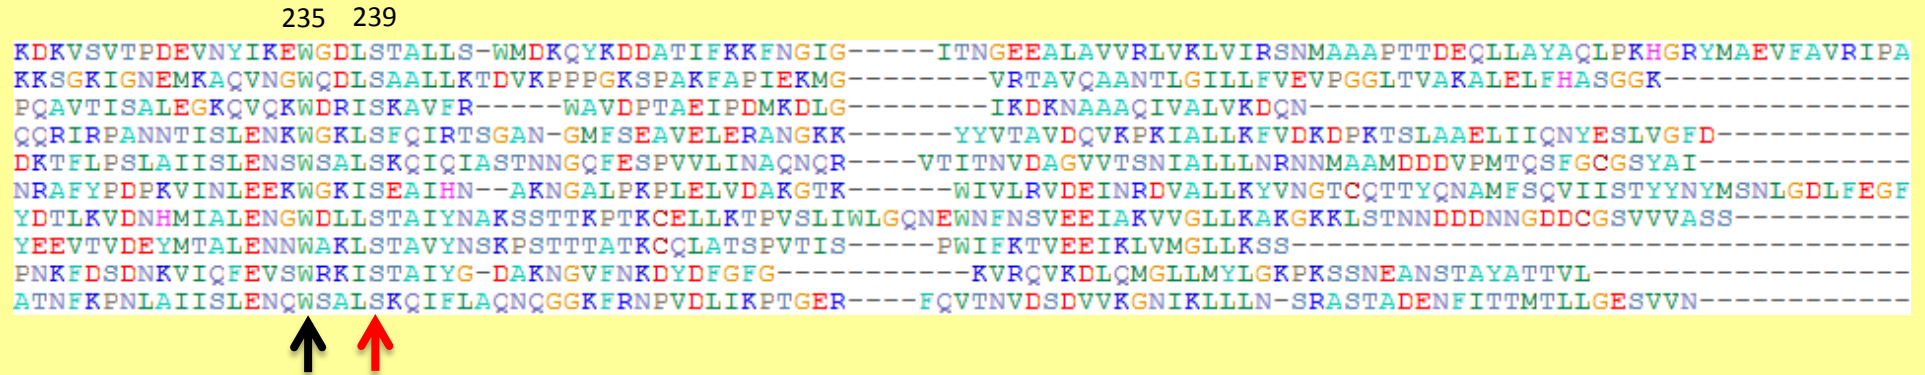 235 239
KDKVSVTPDEVNYIKEWGDLSTALLS-WMDKQYKDDATIFKKFNGIG-----ITNGEEALAVVRLVKLVIRSNMAAAPTTDEQLLAYAQLPKHGRYMAEVFAVRIPA
KKSGKIGNEMKAQVNGWQDLSAALLKTDVKPPPGKSPAKFAPIEKMG--------VRTAVQAANTLGILLFVEVPGGLTVAKALELFHASGGK--------------
PQAVTISALEGKQVQKWDRISKAVFR-----WAVDPTAEIPDMKDLG--------IKDKNAAAQIVALVKDQN----------------------------------
QQRIRPANNTISLENKWGKLSFQIRTSGAN-GMFSEAVELERANGKK------YYVTAVDQVKPKIALLKFVDKDPKTSLAAELIIQNYESLVGFD-----------
DKTFLPSLAIISLENSWSALSKQIQIASTNNGQFESPVVLINAQNQR----VTITNVDAGVVTSNIALLLNRNNMAAMDDDVPMTQSFGCGSYAI------------
NRAFYPDPKVINLEEKWGKISEAIHN--AKNGALPKPLELVDAKGTK------WIVLRVDEINRDVALLKYVNGTCQTTYQNAMFSQVIISTYYNYMSNLGDLFEGF
YDTLKVDNHMIALENGWDLLSTAIYNAKSSTTKPTKCELLKTPVSLIWLGQNEWNFNSVEEIAKVVGLLKAKGKKLSTNNDDDNNGDDCGSVVVASS----------
YEEVTVDEYMTALENNWAKLSTAVYNSKPSTTTATKCQLATSPVTIS-----PWIFKTVEEIKLVMGLLKSS-----------------------------------
PNKFDSDNKVIQFEVSWRKISTAIYG-DAKNGVFNKDYDFGFG-----------KVRQVKDLQMGLLMYLGKPKSSNEANSTAYATTVL------------------
ATNFKPNLAIISLENQWSALSKQIFLAQNQGGKFRNPVDLIKPTGER----FQVTNVDSDVVKGNIKLLLN-SRASTADENFITTMTLLGESVVN------------